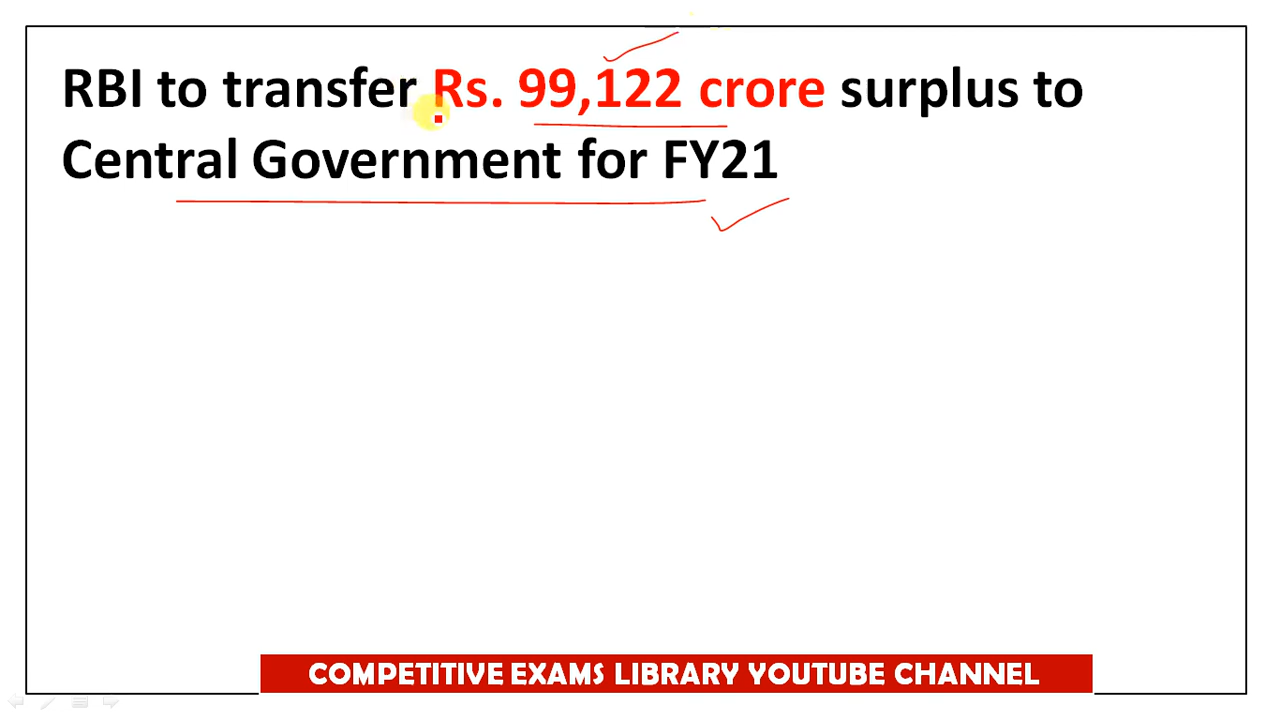 RBI to transfer Rs. 99,122 crore surplus to
Central Government for FY21
COMPETITIVE EXAMS LIBRARY YOUTUBE CHANNEL